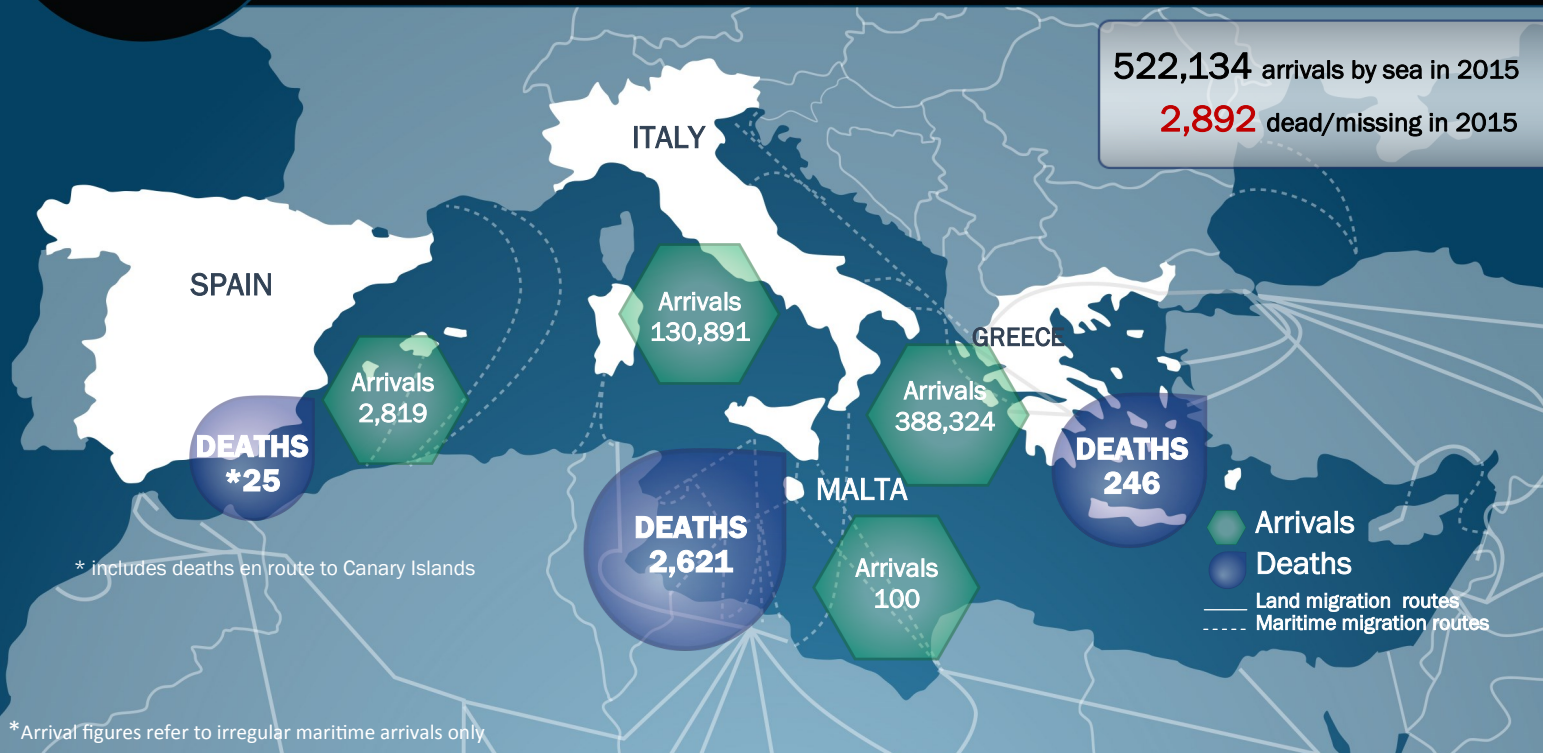 522,134 arrivals by sea in 2015
2,892 dead/missing in 2015
ITALY
SPAIN
Arrivals
130,891
GREECE
Arrivals
2,819
Arrivals
388,324
DEATHS
*25
DEATHS
246
MALTA
DEATHS
2,621
Arrivals
100
Arrivals
Deaths
Land migration routes
Maritime migration routes
* includes deaths en route to Canary Islands
*Arrival figures refer to irregular maritime arrivals only